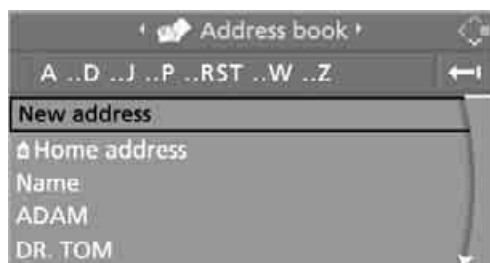 Address book
A ..D ..J ..P ..RST ..W ..Z
New address
Home address
Name
ADAM
DR. TOM